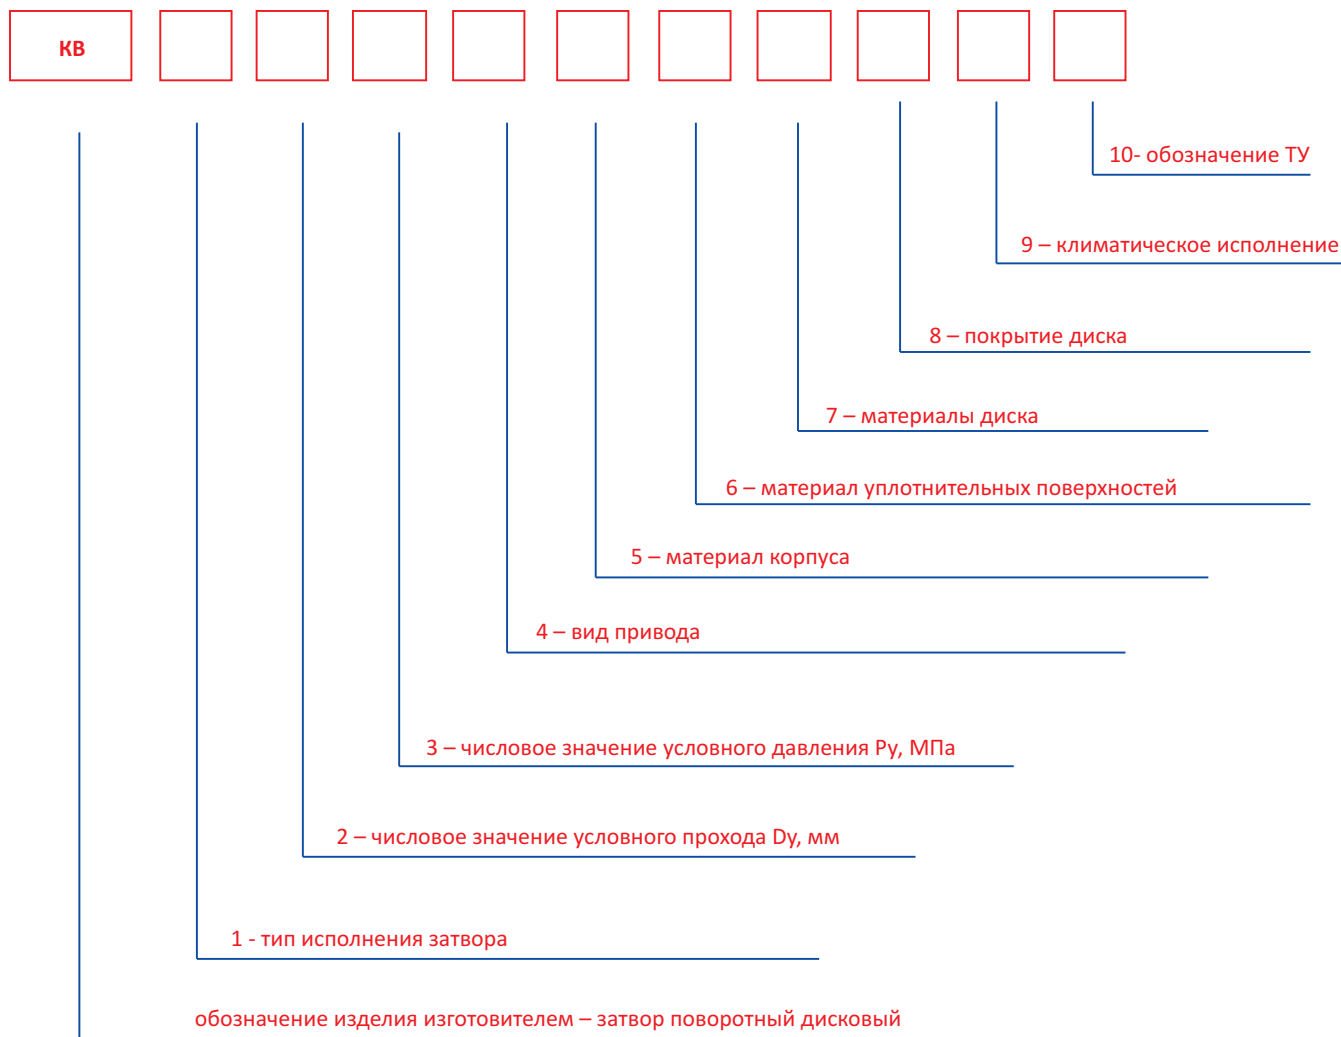 КВ
10- обозначение ТУ
9 – климатическое исполнение
8 – покрытие диска
7 – материалы диска
6 – материал уплотнительных поверхностей
5 – материал корпуса
4 – вид привода
3 – числовое значение условного давления Ру, МПа
2 – числовое значение условного прохода Dу, мм
1 - тип исполнения затвора
обозначение изделия изготовителем – затвор поворотный дисковый